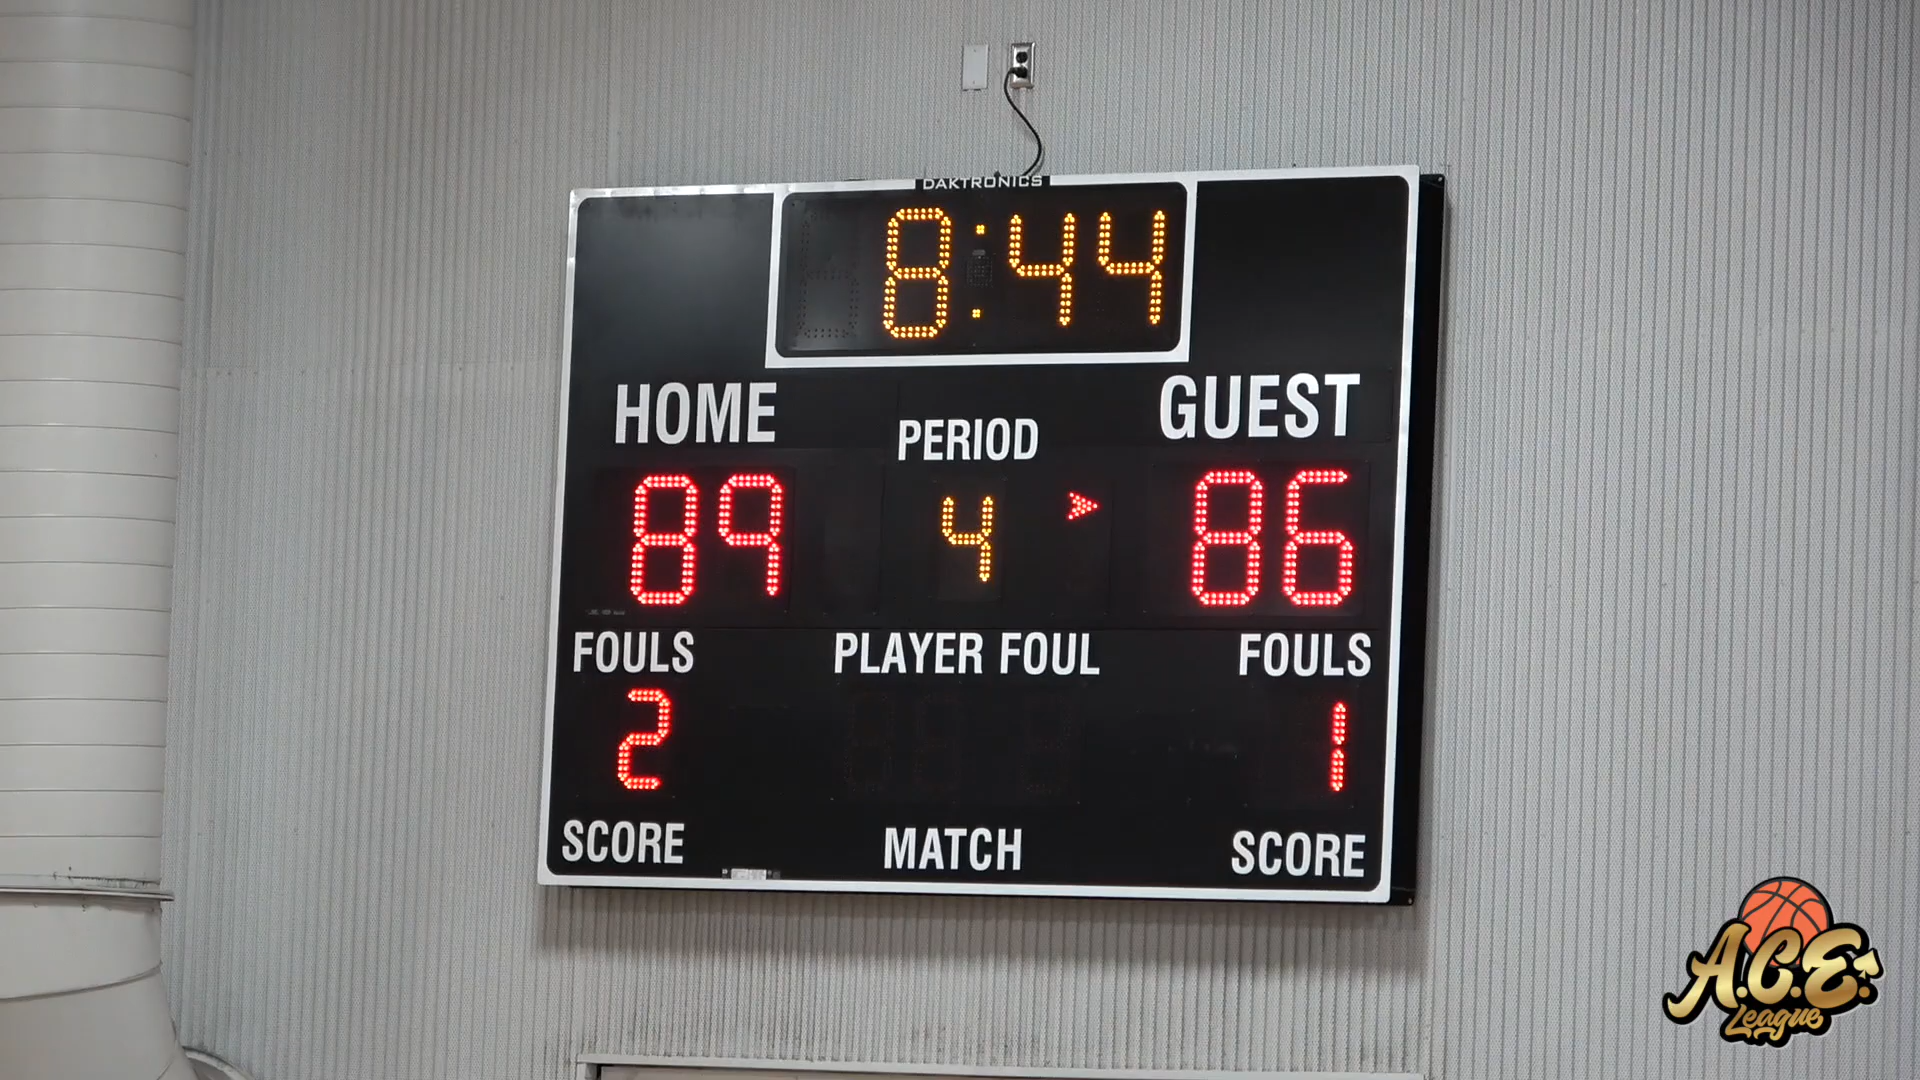 DAKTRONICS
8:44
HOME
PERIOD
GUEST
89
4
86
FOULS
PLAYER FOUL
FOULS
2
1
SCORE
MATCH
SCORE
A.C.E.
League